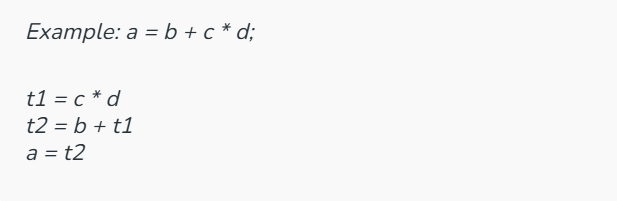 Example: a = b + c * d;
t1 = c * d
t2 = b + t1
a = t2